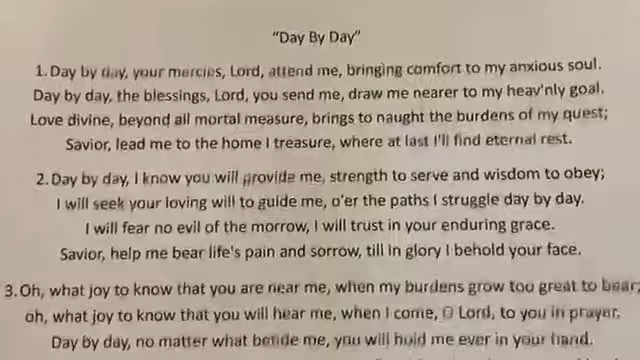 "Day By Day"
1. Day by day, your mercies, Lord, attend me, bringing comfort to my anxious soul.
Day by day, the blessings, Lord, you send me, draw me nearer to my heav'nly goal.
Love divine, beyond all mortal measure, brings to naught the burdens of my quest;
Savior, lead me to the home I treasure, where at last I'll find eternal rest.
2. Day by day, I know you will provide me, strength to serve and wisdom to obey;
I will seek your loving will to guide me, o'er the paths I struggle day by day.
I will fear no evil of the morrow, I will trust in your enduring grace.
Savior, help me bear life's pain and sorrow, till in glory I behold your face.
3. Oh, what joy to know that you are near me, when my burdens grow too great to bear;
oh, what joy to know that you will hear me, when I come, O Lord, to you in prayer.
Day by day, no matter what betide me, you will hold me ever in your hand.